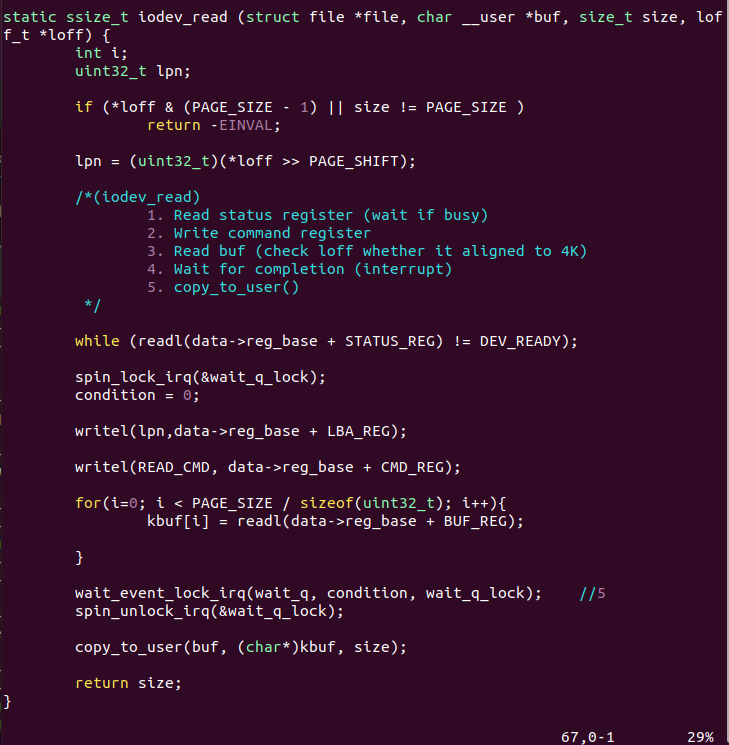 static ssize_t iodev_read (struct file *file, char __user *buf, size_t size, lof
f_t *loff) {
        int i;
        uint32_t lpn;

        if (*loff & (PAGE_SIZE - 1) || size != PAGE_SIZE )
                return -EINVAL;

        lpn = (uint32_t)(*loff >> PAGE_SHIFT);

        /*(iodev_read)
                1. Read status register (wait if busy)
                2. Write command register
                3. Read buf (check loff whether it aligned to 4K)
                4. Wait for completion (interrupt)
                5. copy_to_user()
         */

        while (readl(data->reg_base + STATUS_REG) != DEV_READY);

        spin_lock_irq(&wait_q_lock);
        condition = 0;

        writel(lpn,data->reg_base + LBA_REG);

        writel(READ_CMD, data->reg_base + CMD_REG);

        for(i=0; i < PAGE_SIZE / sizeof(uint32_t); i++){
                kbuf[i] = readl(data->reg_base + BUF_REG);

        }

        wait_event_lock_irq(wait_q, condition, wait_q_lock);    //5
        spin_unlock_irq(&wait_q_lock);

        copy_to_user(buf, (char*)kbuf, size);

        return size;
}
67,0-1        29%